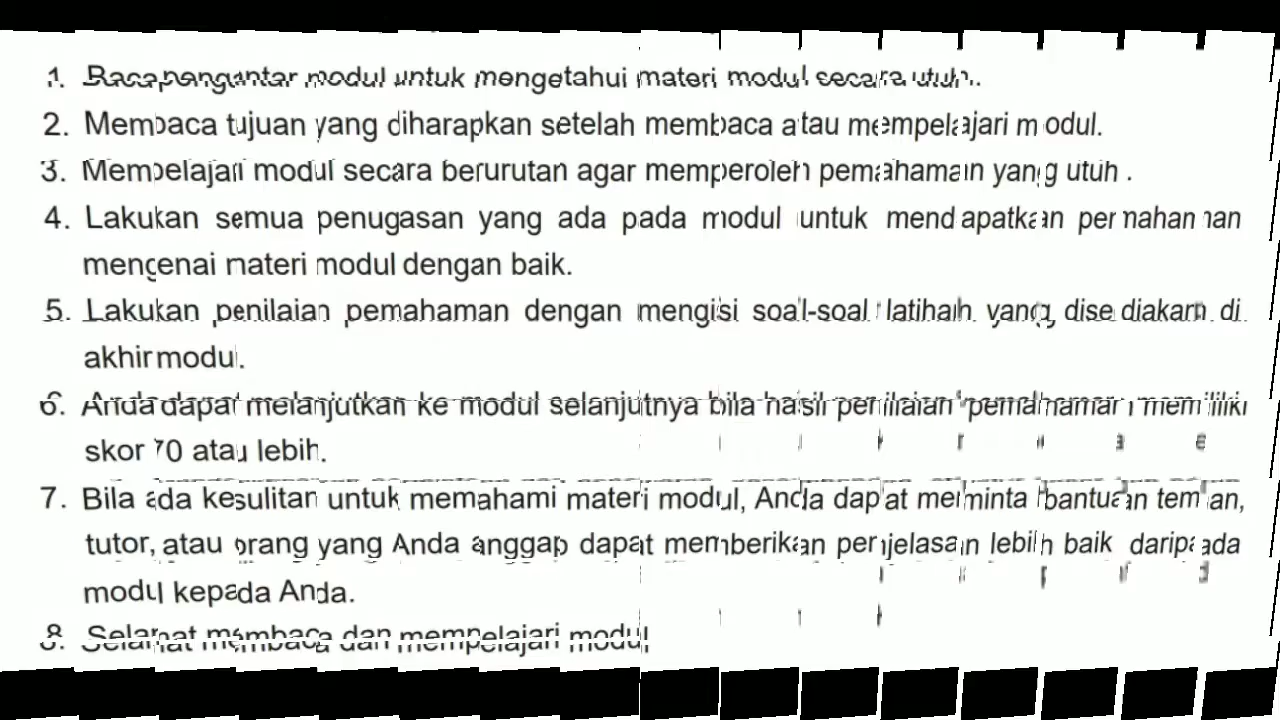 1. Baca pengantar modul untuk mengetahui materi modul secara utuh.
2. Membaca tujuan yang diharapkan setelah membaca atau mempelajari modul.
3. Mempelajari modul secara berurutan agar memperoleh pemahaman yang utuh .
4. Lakukan semua penugasan yang ada pada modul untuk mendapatkan pemahaman
mengenai materi modul dengan baik.
5. Lakukan penilaian pemahaman dengan mengisi soal-soal latihan yang disediakan di
akhir modul.
6. Anda dapat melanjutkan ke modul selanjutnya bila hasil penilaian pemahaman memiliki
skor 70 atau lebih.
7. Bila ada kesulitan untuk memahami materi modul, Anda dapat meminta bantuan teman,
tutor, atau orang yang Anda anggap dapat memberikan penjelasan lebih baik daripada
modul kepada Anda.
8. Selamat membaca dan mempelajari modul